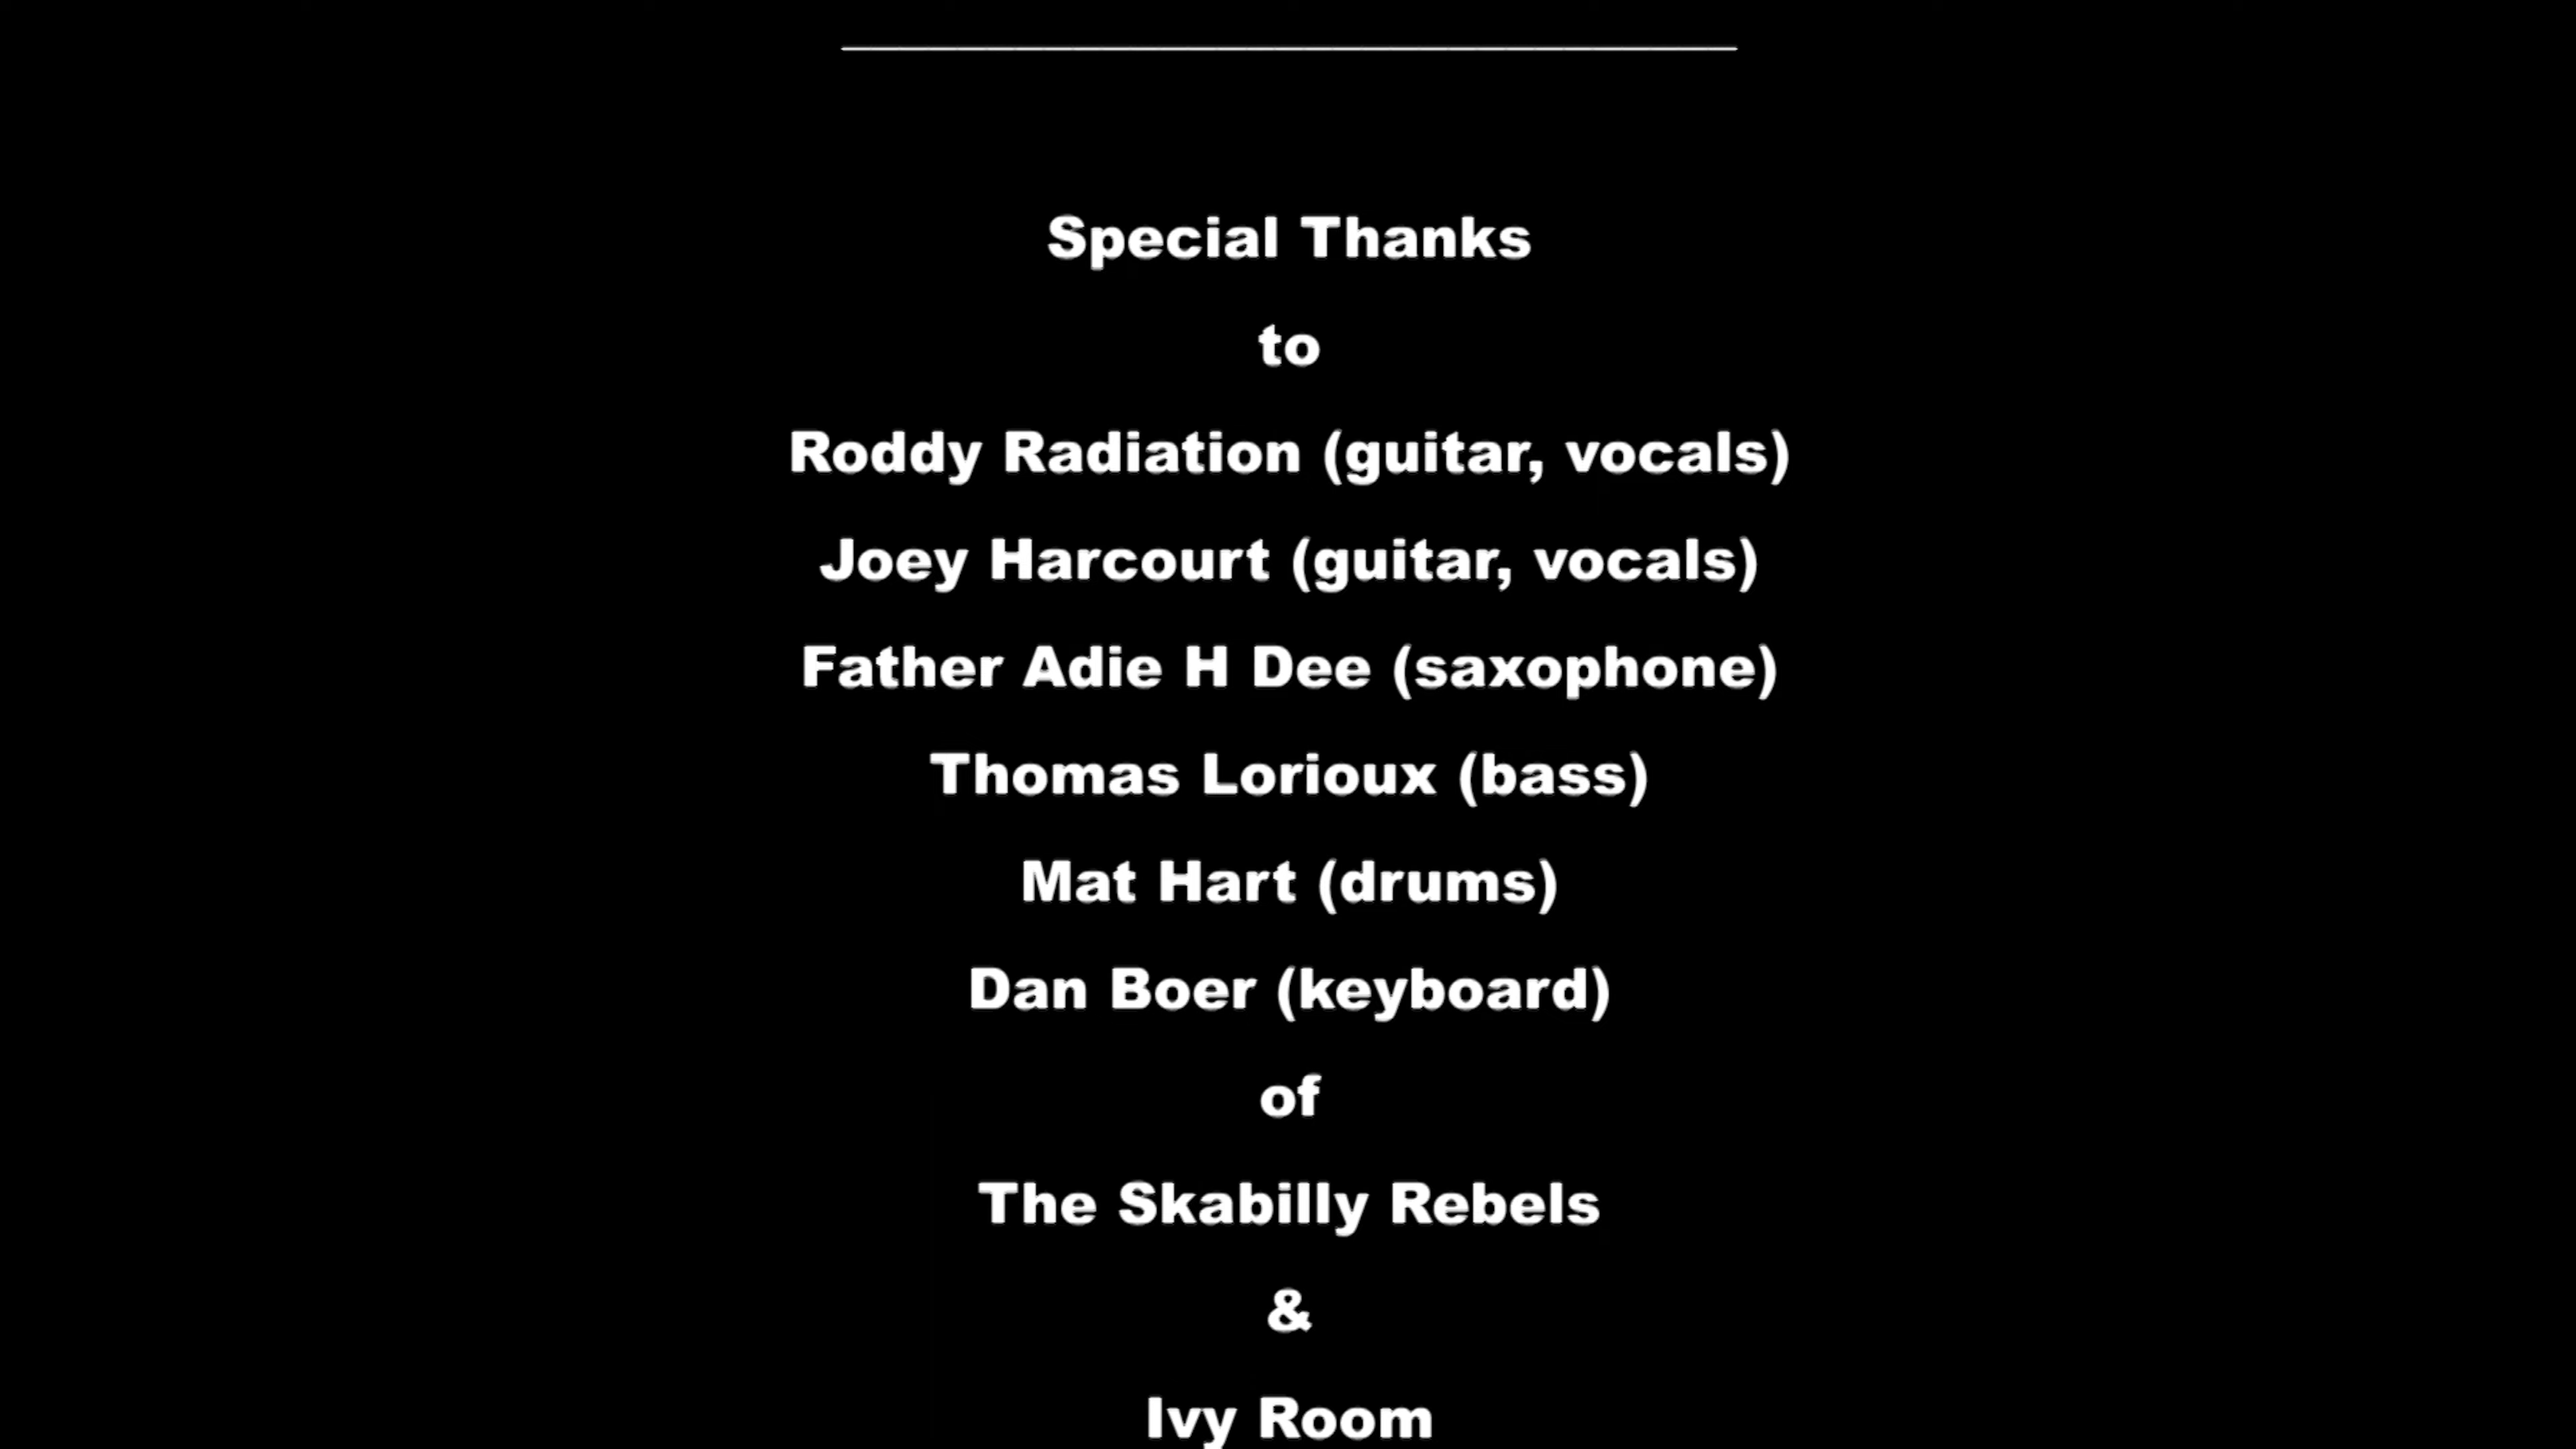 Special Thanks
to
Roddy Radiation (guitar, vocals)
Joey Harcourt (guitar, vocals)
Father Adie H Dee (saxophone)
Thomas Lorioux (bass)
Mat Hart (drums)
Dan Boer (keyboard)
of
The Skabilly Rebels
&
Ivy Room